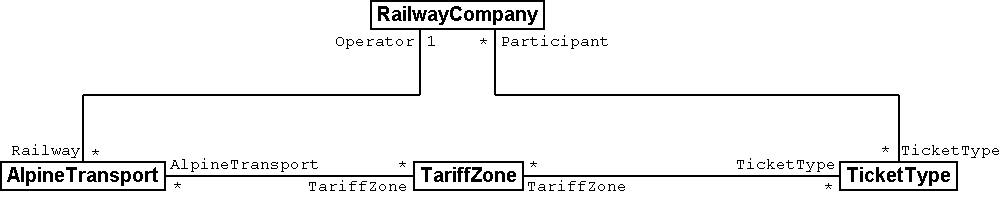 RailwayCompany
Operator 1 * Participant
Railway * * TicketType
AlpineTransport * * TicketType
AlpineTransport TariffZone TicketType
* TariffZone TariffZone *